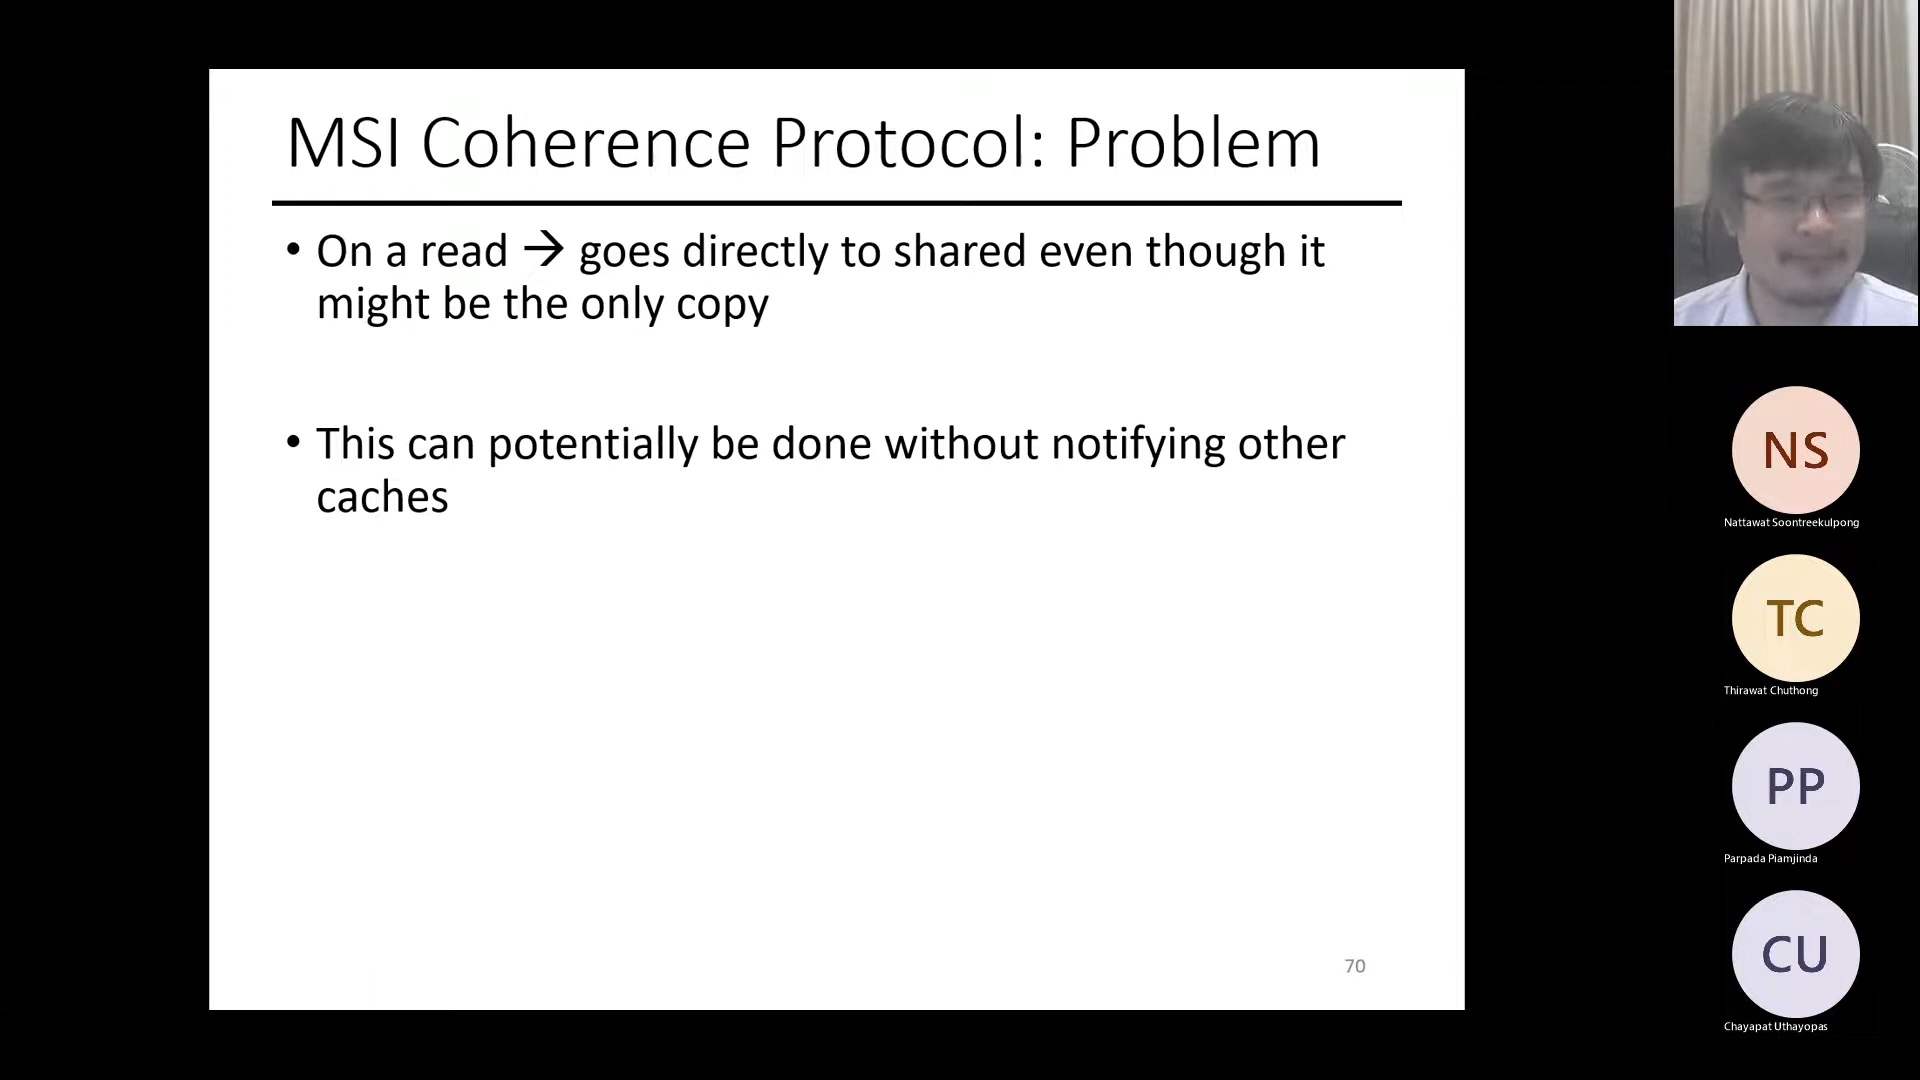 MSI Coherence Protocol: Problem
• On a read → goes directly to shared even though it
might be the only copy
• This can potentially be done without notifying other
caches
70
NS
Nattawat Soontreekulpong
TC
Thirawat Chuthong
PP
Parpada Piamjinda
CU
Chayapat Uthayopas